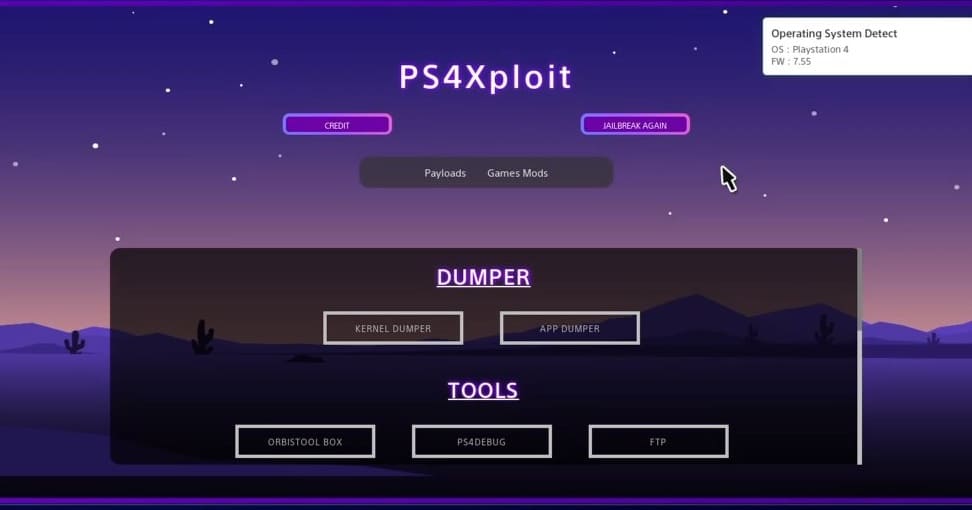 Operating System Detect
OS : Playstation 4
FW : 7.55
PS4Xploit
CREDIT
JAILBREAK AGAIN
Payloads Games Mods
DUMPER
KERNEL DUMPER
APP DUMPER
TOOLS
ORBISTOOL BOX
PS4DEBUG
FTP